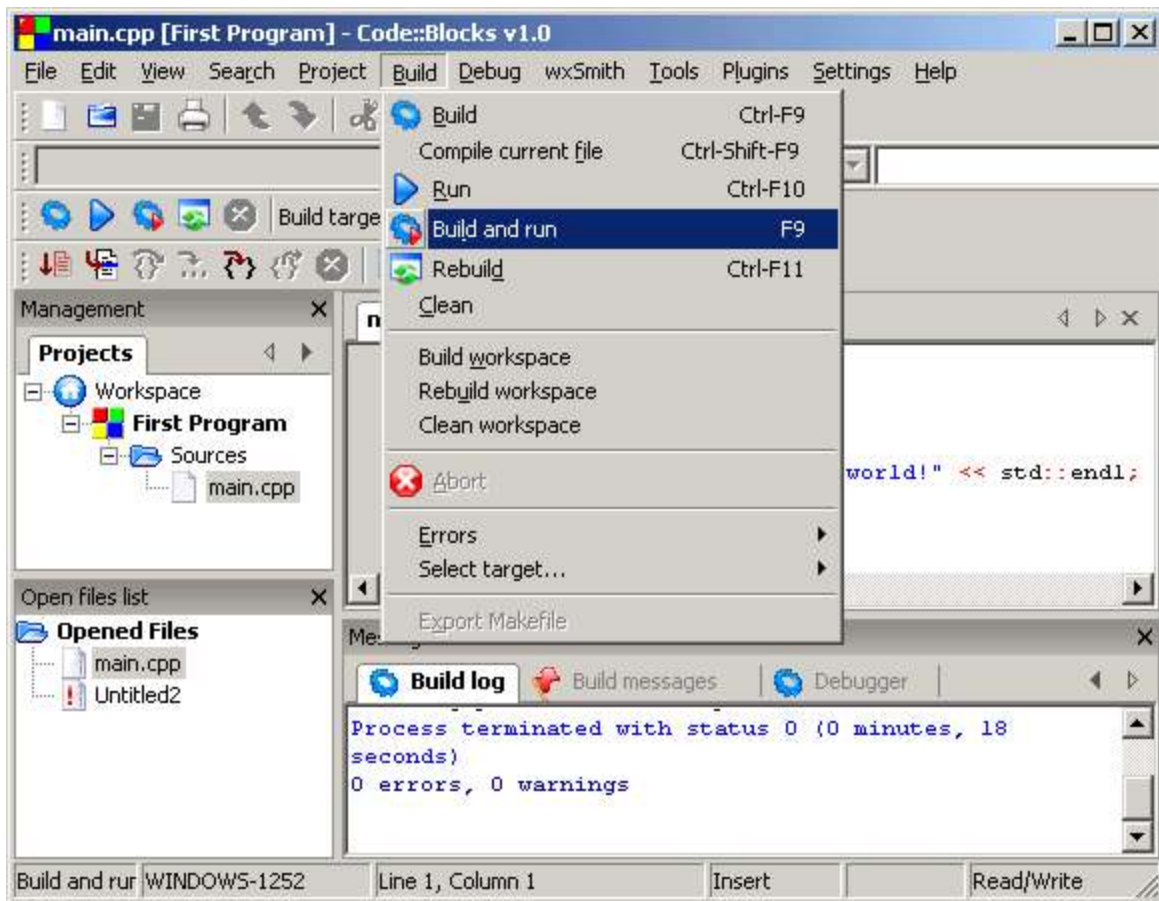 main.cpp [First Program] - Code::Blocks v1.0
File Edit View Search Project Build Debug wxSmith Tools Plugins Settings Help
Build Ctrl-F9
Compile current file Ctrl-Shift-F9
Run Ctrl-F10
Build and run F9
Rebuild Ctrl-F11
Clean
Build workspace
Rebuild workspace
Clean workspace
Abort
Errors
Select target...
Export Makefile
Build targe
Management
Projects
Workspace
First Program
Sources
main.cpp
world!" << std::endl;
Open files list
Opened Files
main.cpp
Untitled2
Build log Build messages Debugger
Process terminated with status 0 (0 minutes, 18
seconds)
0 errors, 0 warnings
Build and rur WINDOWS-1252 Line 1, Column 1 Insert Read/Write